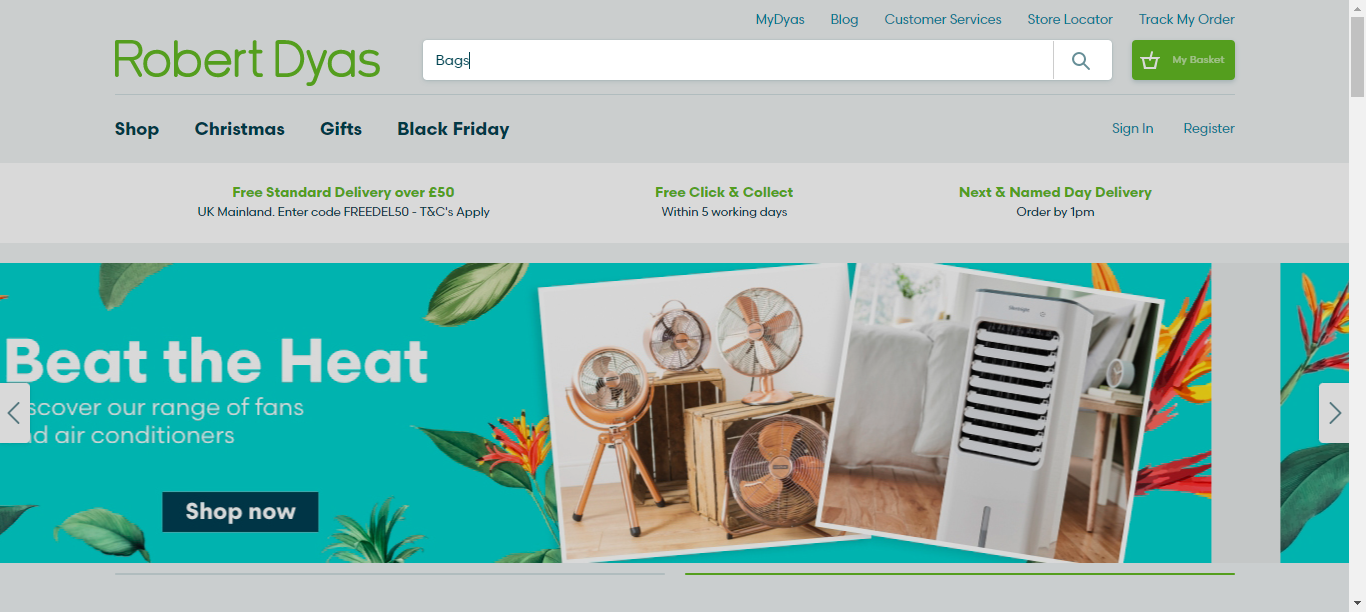 MyDyas Blog Customer Services Store Locator Track My Order
Robert Dyas
Bags
My Basket
Shop Christmas Gifts Black Friday
Sign In Register
Free Standard Delivery over £50
UK Mainland. Enter code FREEDEL50 - T&C's Apply
Free Click & Collect
Within 5 working days
Next & Named Day Delivery
Order by 1pm
Beat the Heat
scover our range of fans
d air conditioners
Shop now